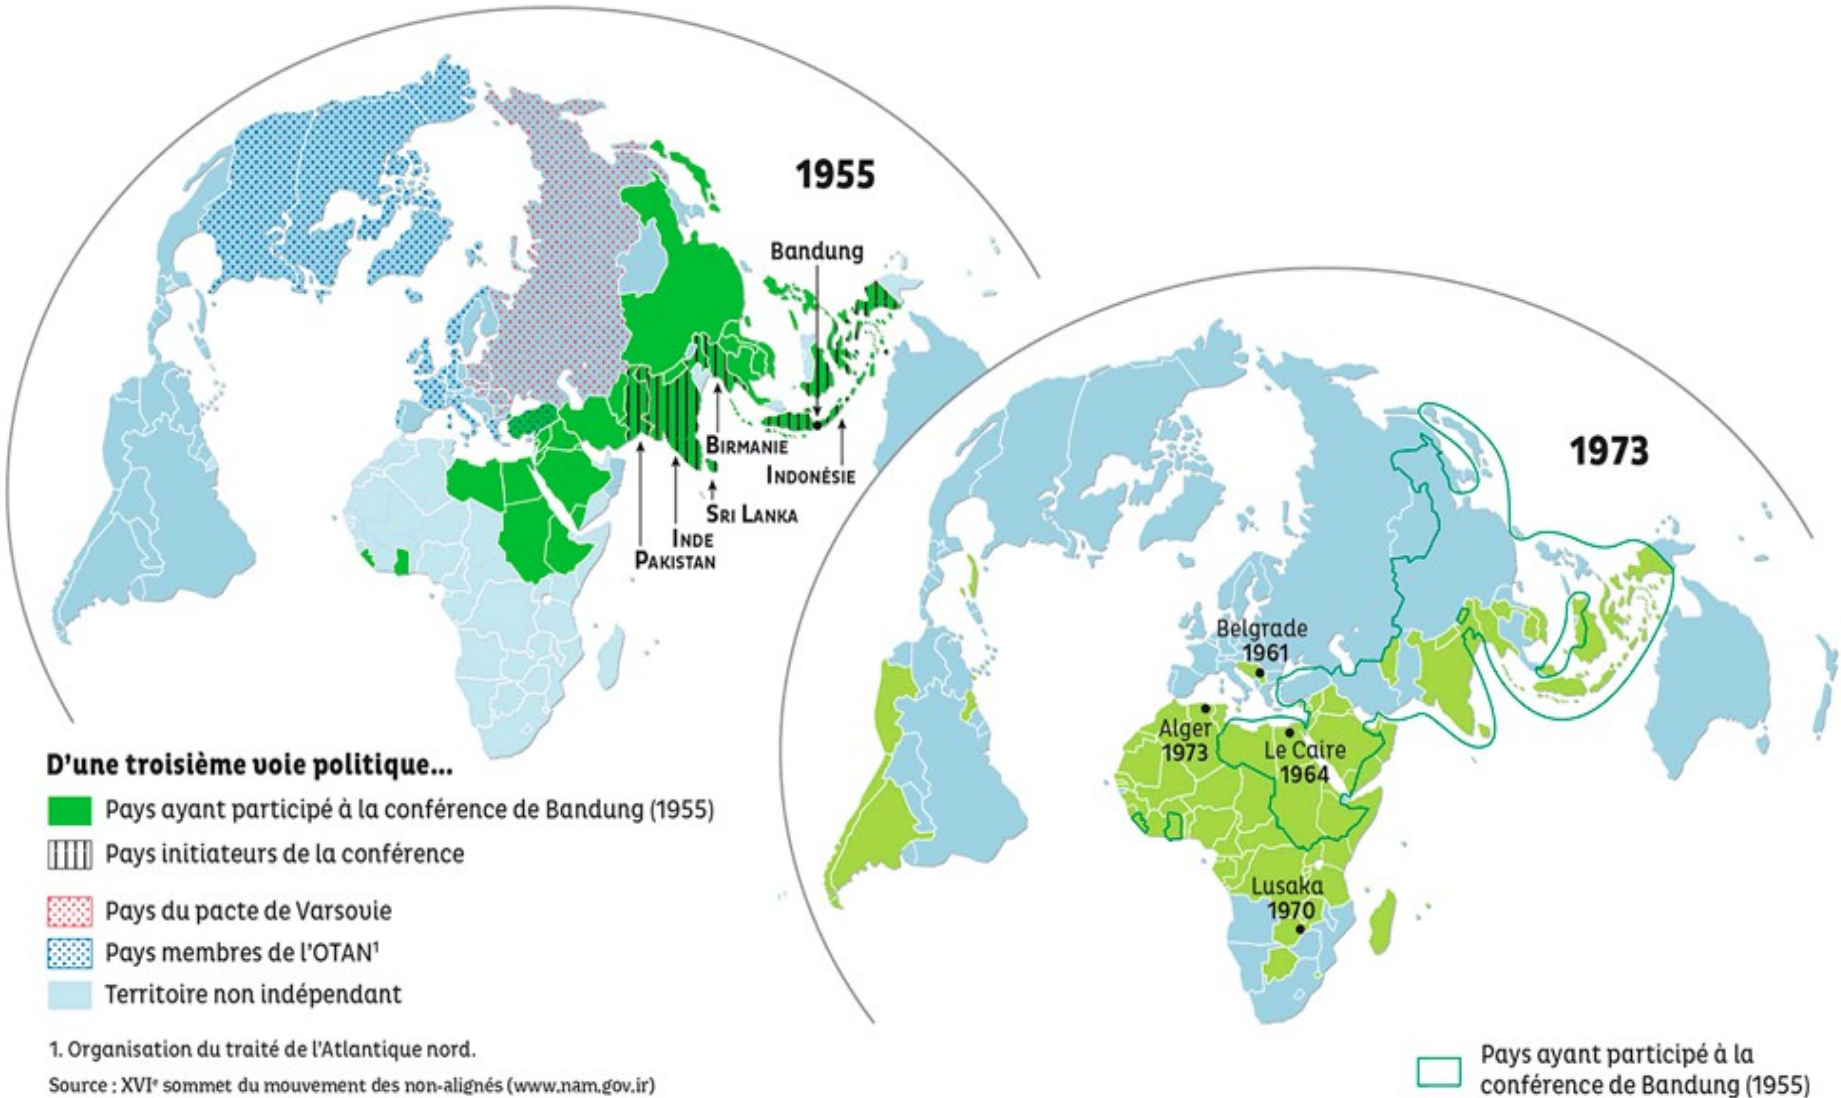 1955
Bandung
BIRMANIE
INDONÉSIE
SRI LANKA
INDE
PAKISTAN
D'une troisième voie politique...
Pays ayant participé à la conférence de Bandung (1955)
Pays initiateurs de la conférence
Pays du pacte de Varsovie
Pays membres de l'OTAN¹
Territoire non indépendant
1. Organisation du traité de l'Atlantique nord.
Source : XVIᵉ sommet du mouvement des non-alignés (www.nam.gov.ir)
1973
Belgrade
1961
Alger
1973
Le Caire
1964
Lusaka
1970
Pays ayant participé à la
conférence de Bandung (1955)